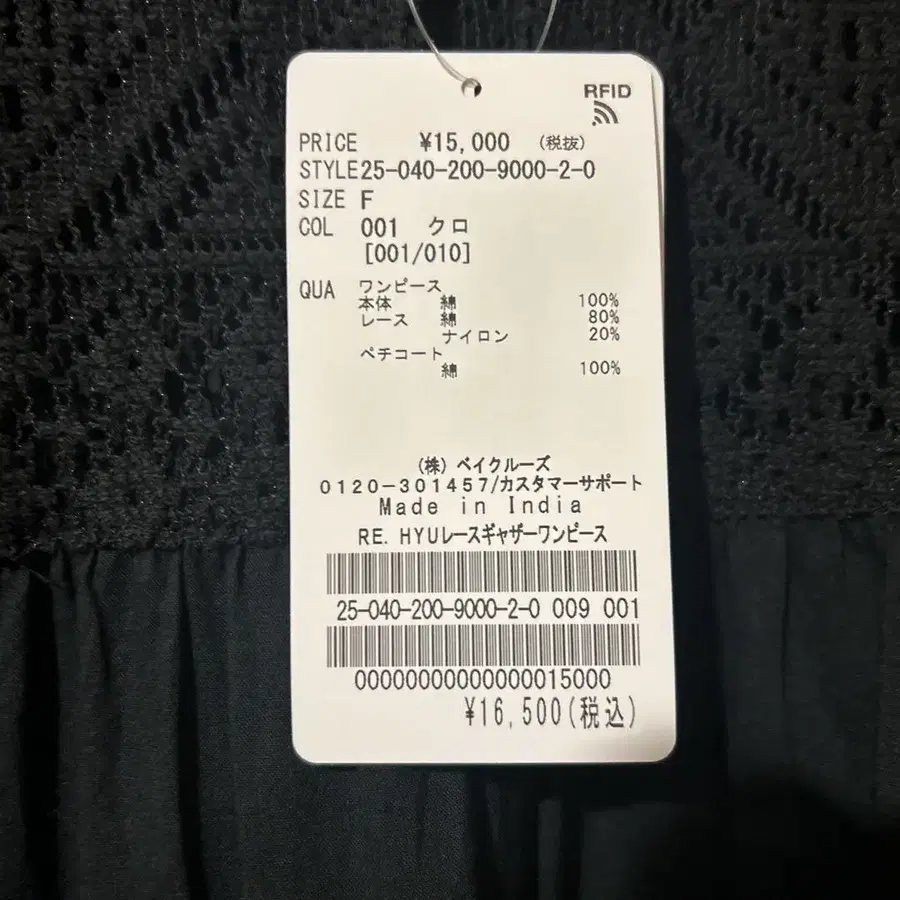 RFID
PRICE ¥15,000 (税抜)
STYLE25-040-200-9000-2-0
SIZE F
COL 001 クロ
[001/010]
QUA ワンピース
本体 綿 100%
レース 綿 80%
ナイロン 20%
ペチコート
綿 100%
(株)ベイクルーズ
0120-301457/カスタマーサポート
Made in India
RE. HYUレースギャザーワンピース
25-040-200-9000-2-0 009 001
00000000000000015000
¥16,500(税込)